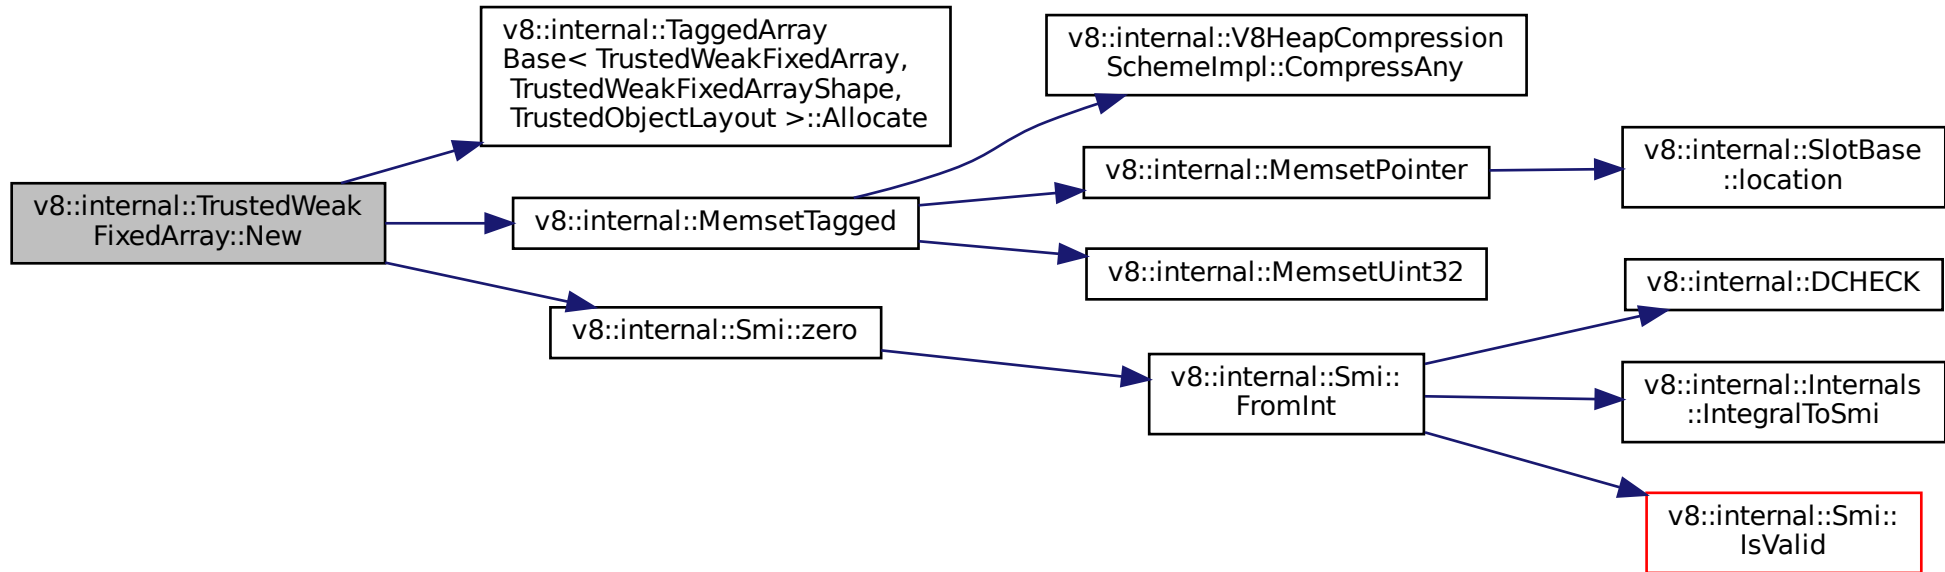 v8::internal::TrustedWeak
FixedArray::New
v8::internal::TaggedArray
Base< TrustedWeakFixedArray,
TrustedWeakFixedArrayShape,
TrustedObjectLayout >::Allocate
v8::internal::MemsetTagged
v8::internal::Smi::zero
v8::internal::V8HeapCompression
SchemeImpl::CompressAny
v8::internal::MemsetPointer
v8::internal::MemsetUint32
v8::internal::Smi::
FromInt
v8::internal::SlotBase
::location
v8::internal::DCHECK
v8::internal::Internals
::IntegralToSmi
v8::internal::Smi::
IsValid